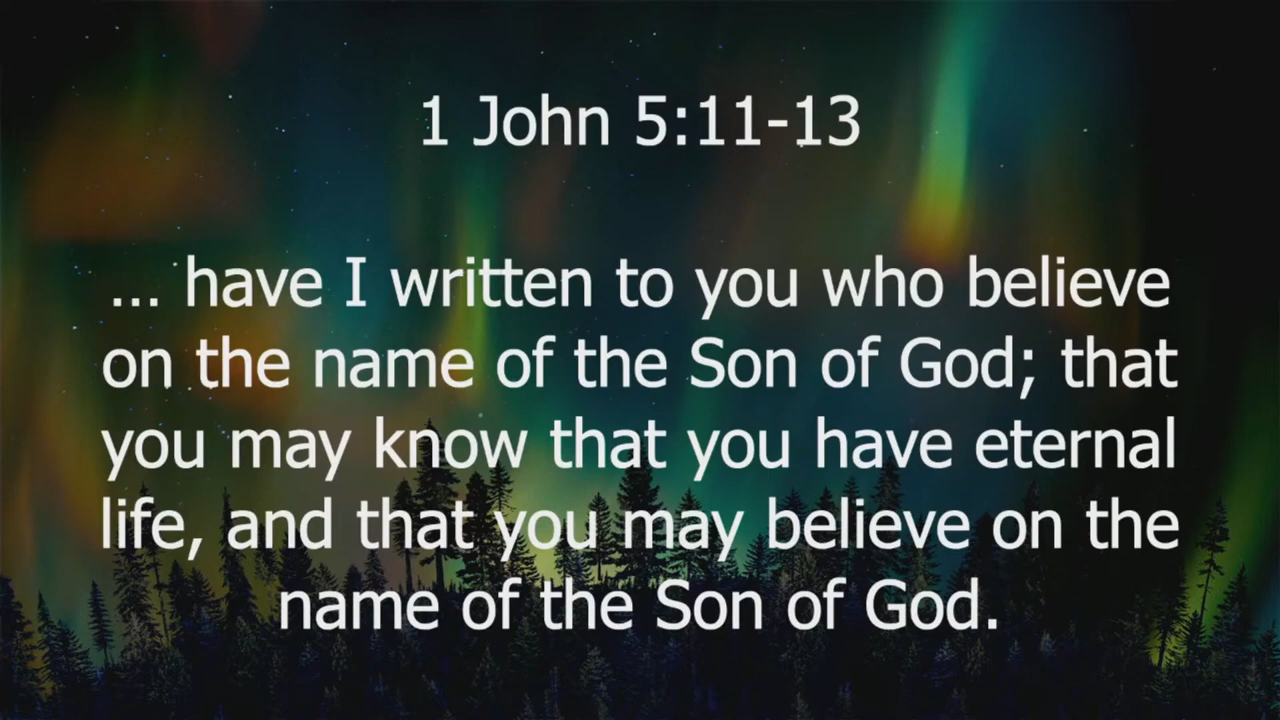 1 John 5:11-13
... have I written to you who believe
on the name of the Son of God; that
you may know that you have eternal
life, and that you may believe on the
name of the Son of God.